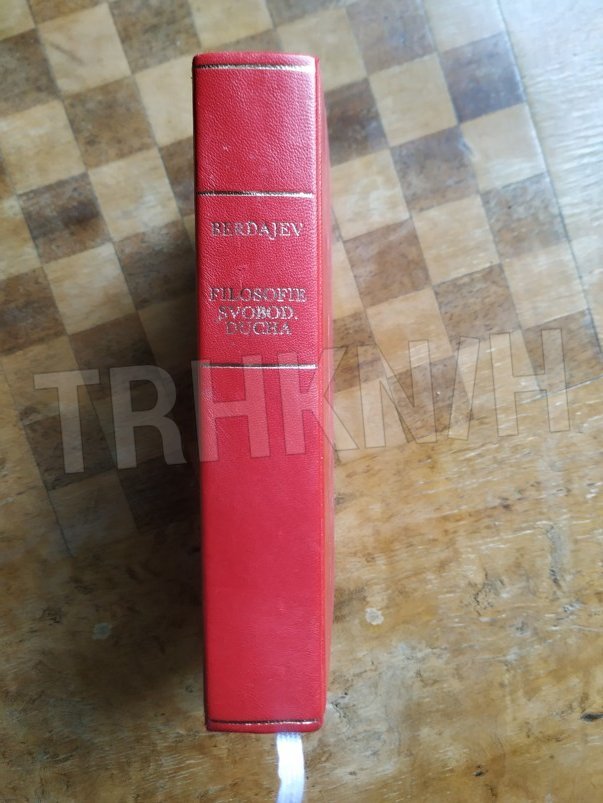 BERDAJEV
FILOSOFIE
SVOBOD.
DUCHA
TRHKNIH